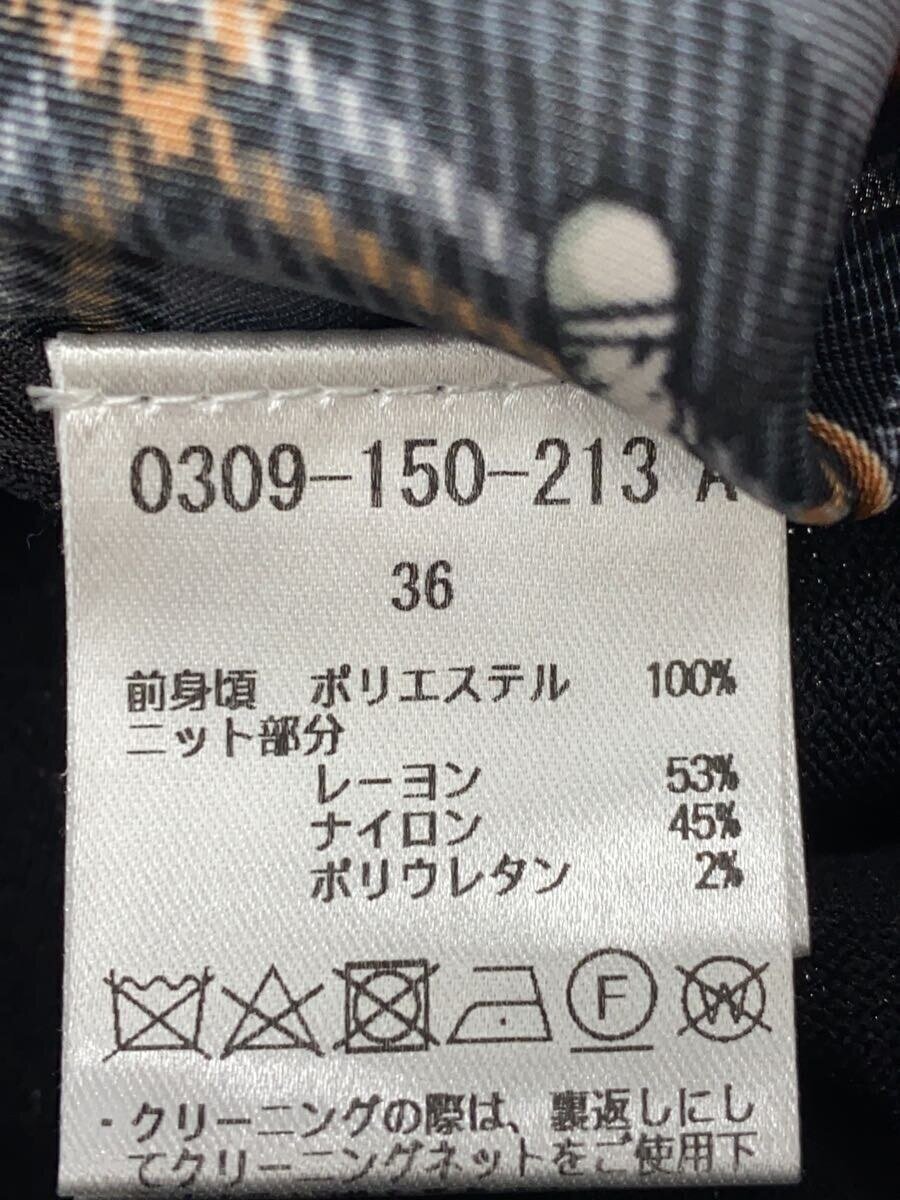 0309-150-213 A
36
前身頃 ポリエステル 100%
ニット部分
レーヨン 53%
ナイロン 45%
ポリウレタン 2%
F W
・クリーニングの際は、裏返しにし
てクリーニングネットをご使用下